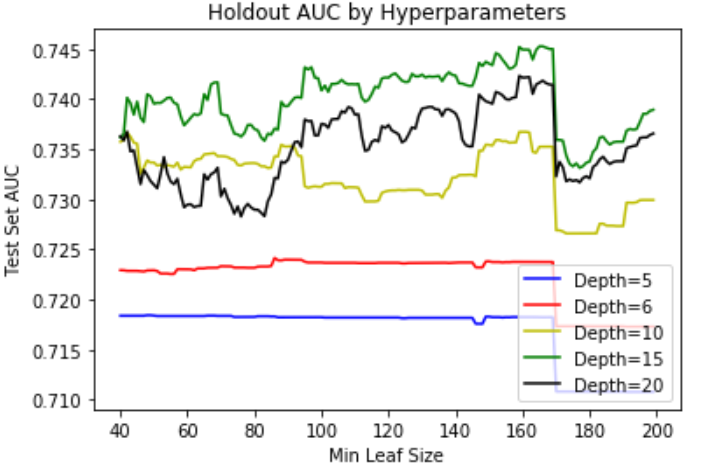 Holdout AUC by Hyperparameters
Test Set AUC
0.745
0.740
0.735
0.730
0.725
0.720
0.715
0.710
Depth=5
Depth=6
Depth=10
Depth=15
Depth=20
40 60 80 100 120 140 160 180 200
Min Leaf Size